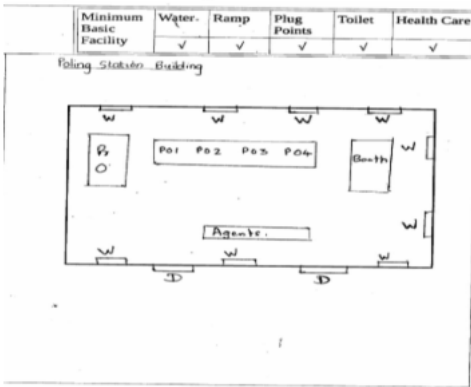 Minimum Basic Facility Water. Ramp Plug Points Toilet Health Care
✓ ✓ ✓ ✓ ✓
Poling Station Building
W W W W
Pr O PO1 PO2 PO3 PO4 Booth W
W
Agents.
W W W
D D